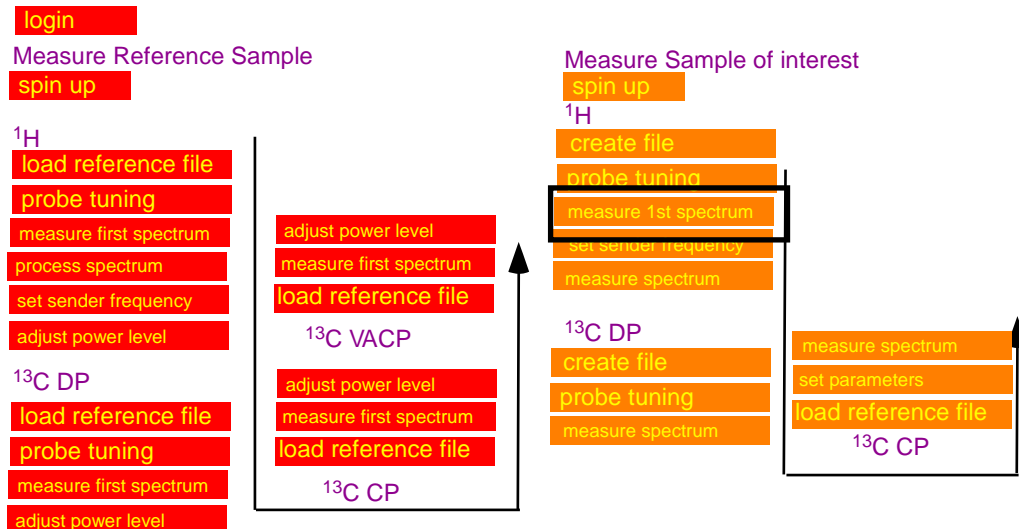 login
Measure Reference Sample
spin up
¹H
load reference file
probe tuning
measure first spectrum
process spectrum
set sender frequency
adjust power level
¹³C DP
load reference file
probe tuning
measure first spectrum
adjust power level
adjust power level
measure first spectrum
load reference file
¹³C VACP
adjust power level
measure first spectrum
load reference file
¹³C CP
Measure Sample of interest
spin up
¹H
create file
probe tuning
measure 1st spectrum
set sender frequency
measure spectrum
¹³C DP
create file
probe tuning
measure spectrum
measure spectrum
set parameters
load reference file
¹³C CP